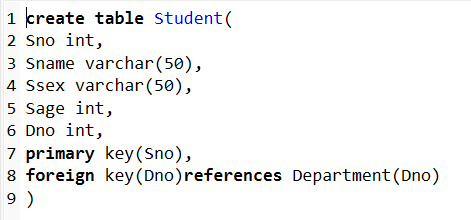 1 create table Student(
2 Sno int,
3 Sname varchar(50),
4 Ssex varchar(50),
5 Sage int,
6 Dno int,
7 primary key(Sno),
8 foreign key(Dno)references Department(Dno)
9 )